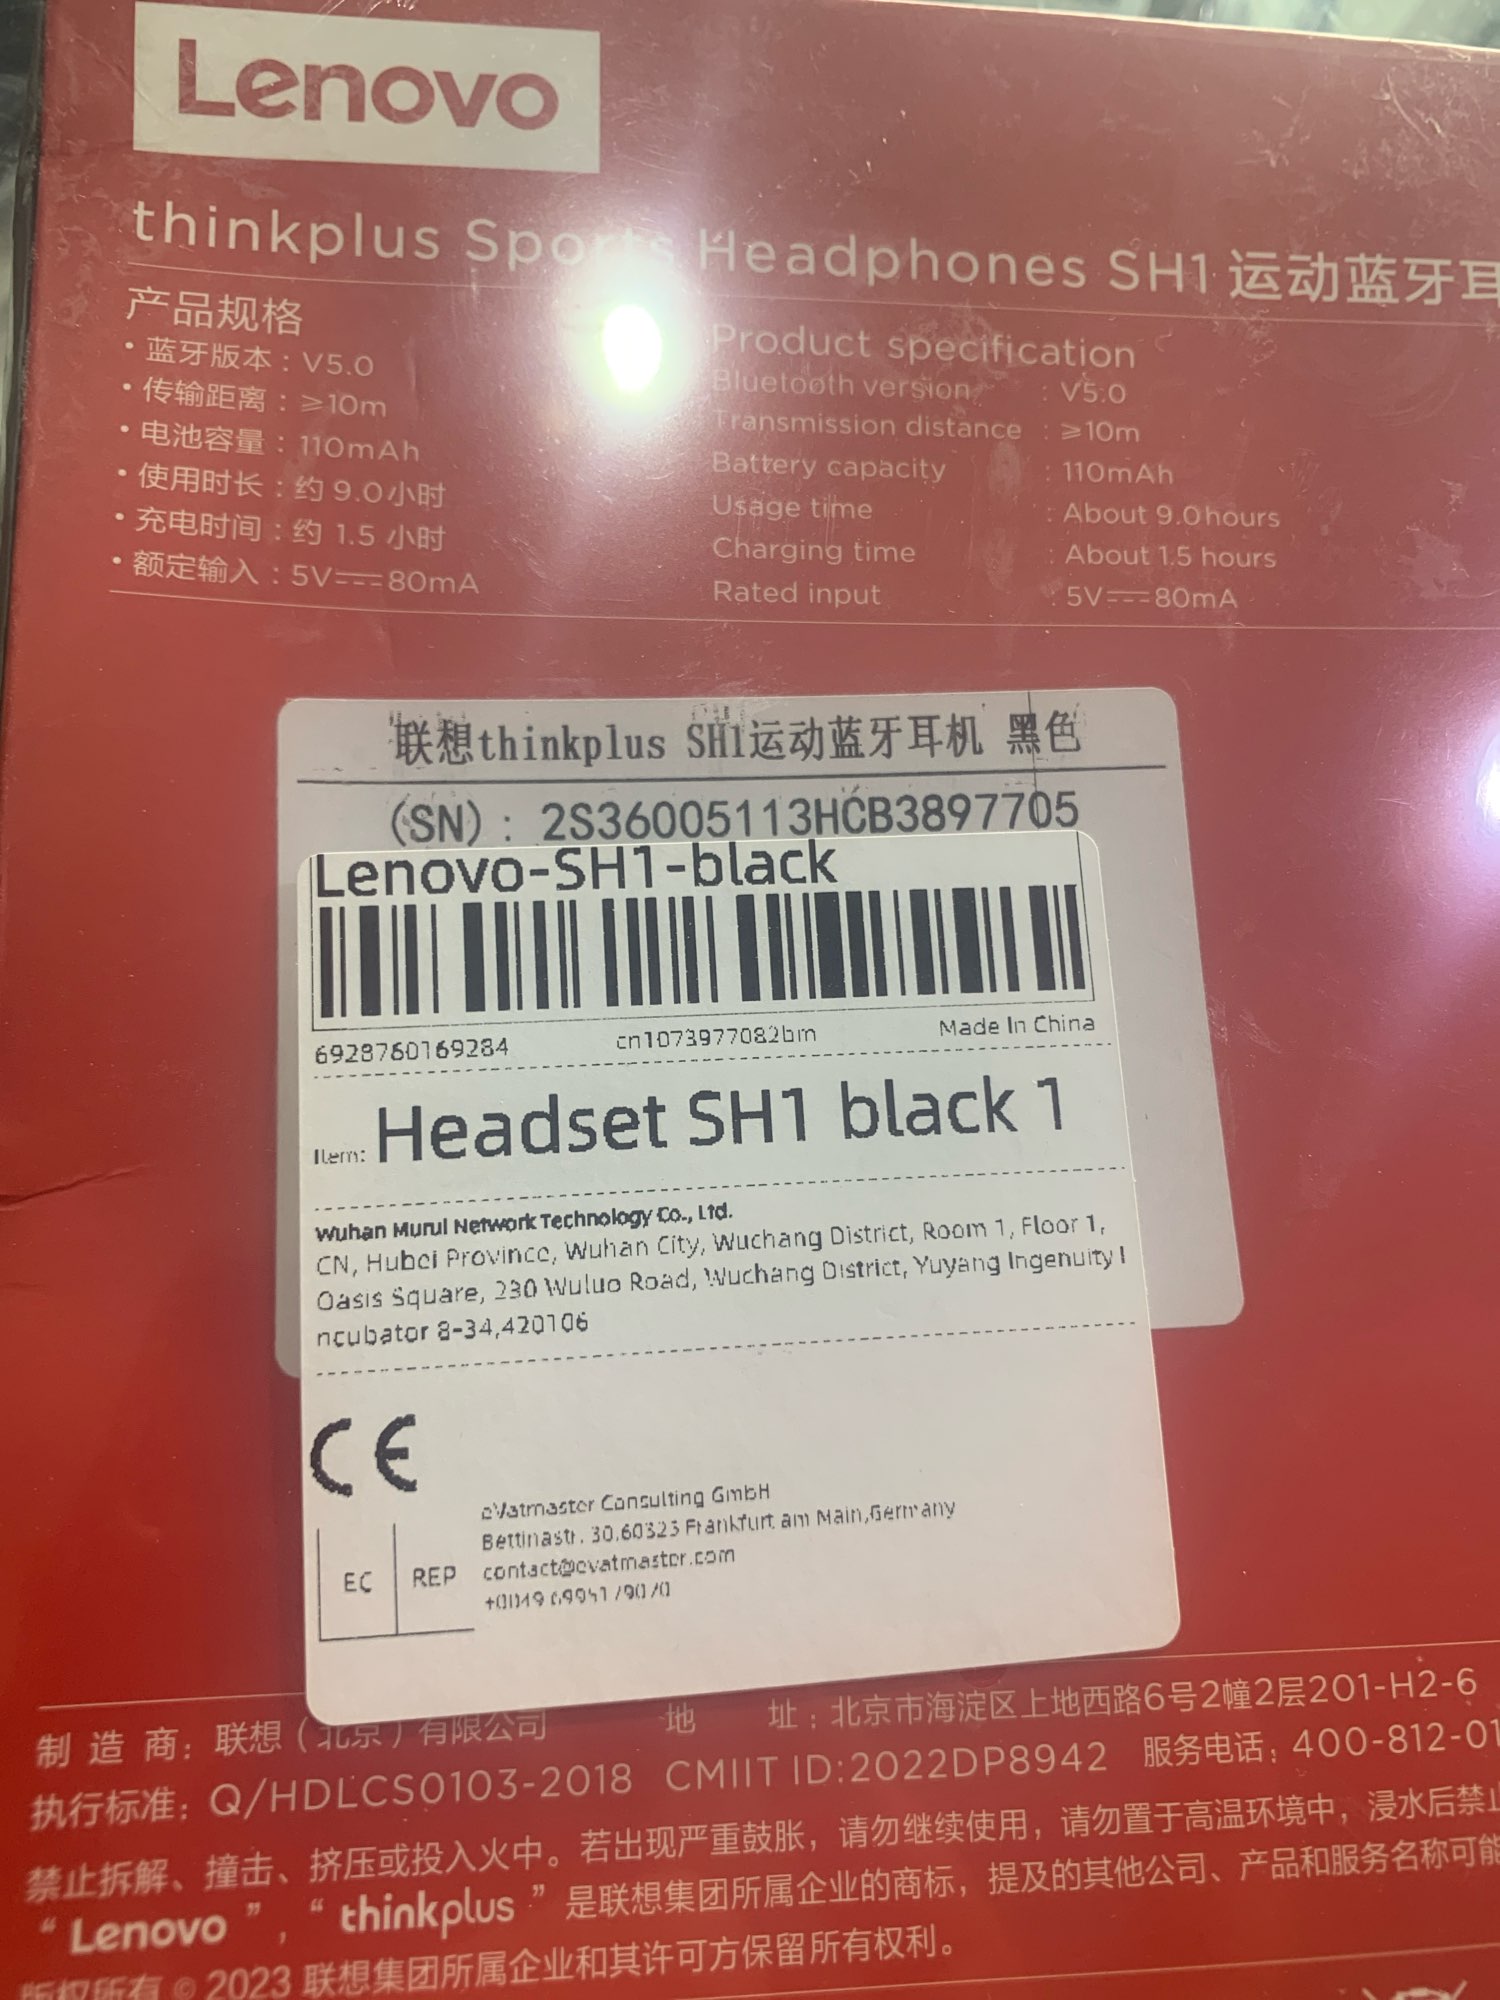 Lenovo
thinkplus Sports Headphones SH1 运动蓝牙耳
产品规格
• 蓝牙版本 : V5.0
• 传输距离 : ≥10m
• 电池容量 : 110mAh
• 使用时长 : 约 9.0小时
• 充电时间 : 约 1.5 小时
• 额定输入 : 5V⎓80mA
Product specification
Bluetooth version : V5.0
Transmission distance : ≥10m
Battery capacity : 110mAh
Usage time : About 9.0hours
Charging time : About 1.5 hours
Rated input : 5V⎓80mA
联想thinkplus SH1运动蓝牙耳机 黑色
(SN): 2S36005113HCB3897705
Lenovo-SH1-black
6928760169284 cn1073977082bm Made In China
Item: Headset SH1 black 1
Wuhan Murui Network Technology Co., Ltd.
CN, Hubei Province, Wuhan City, Wuchang District, Room 1, Floor 1,
Oasis Square, 230 Wuluo Road, Wuchang District, Yuyang Ingenuity I
ncubator 8-34,420106
CE
EC REP
eVatmaster Consulting GmbH
Bettinastr. 30,60325 Frankfurt am Main,Germany
contact@evatmaster.com
制 造 商: 联想（北京）有限公司 地 址：北京市海淀区上地西路6号2幢2层201-H2-6
执行标准: Q/HDLCS0103-2018 CMIIT ID:2022DP8942 服务电话: 400-812-01
禁止拆解、撞击、挤压或投入火中。若出现严重鼓胀，请勿继续使用，请勿置于高温环境中，浸水后禁止
“Lenovo”，“thinkplus”是联想集团所属企业的商标，提及的其他公司、产品和服务名称可能
版权所有 © 2023 联想集团所属企业和其许可方保留所有权利。